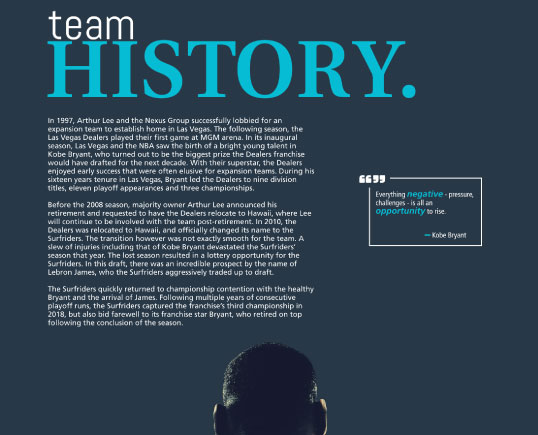 team
HISTORY.
In 1997, Arthur Lee and the Nexus Group successfully lobbied for an
expansion team to establish home in Las Vegas. The following season, the
Las Vegas Dealers played their first game at MGM arena. In its inaugural
season, Las Vegas and the NBA saw the birth of a bright young talent in
Kobe Bryant, who turned out to be the biggest prize the Dealers franchise
would have drafted for the next decade. With their superstar, the Dealers
enjoyed early success that were often elusive for expansion teams. During his
sixteen years tenure in Las Vegas, Bryant led the Dealers to nine division
titles, eleven playoff appearances and three championships.
Before the 2008 season, majority owner Arthur Lee announced his
retirement and requested to have the Dealers relocate to Hawaii, where Lee
will continue to be involved with the team post-retirement. In 2010, the
Dealers was relocated to Hawaii, and officially changed its name to the
Surfriders. The transition however was not exactly smooth for the team. A
slew of injuries including that of Kobe Bryant devastated the Surfriders'
season that year. The lost season resulted in a lottery opportunity for the
Surfriders. In this draft, there was an incredible prospect by the name of
Lebron James, who the Surfriders aggressively traded up to draft.
The Surfriders quickly returned to championship contention with the healthy
Bryant and the arrival of James. Following multiple years of consecutive
playoff runs, the Surfriders captured the franchise's third championship in
2018, but also bid farewell to its franchise star Bryant, who retired on top
following the conclusion of the season.
Everything negative - pressure,
challenges - is all an
opportunity to rise.
— Kobe Bryant